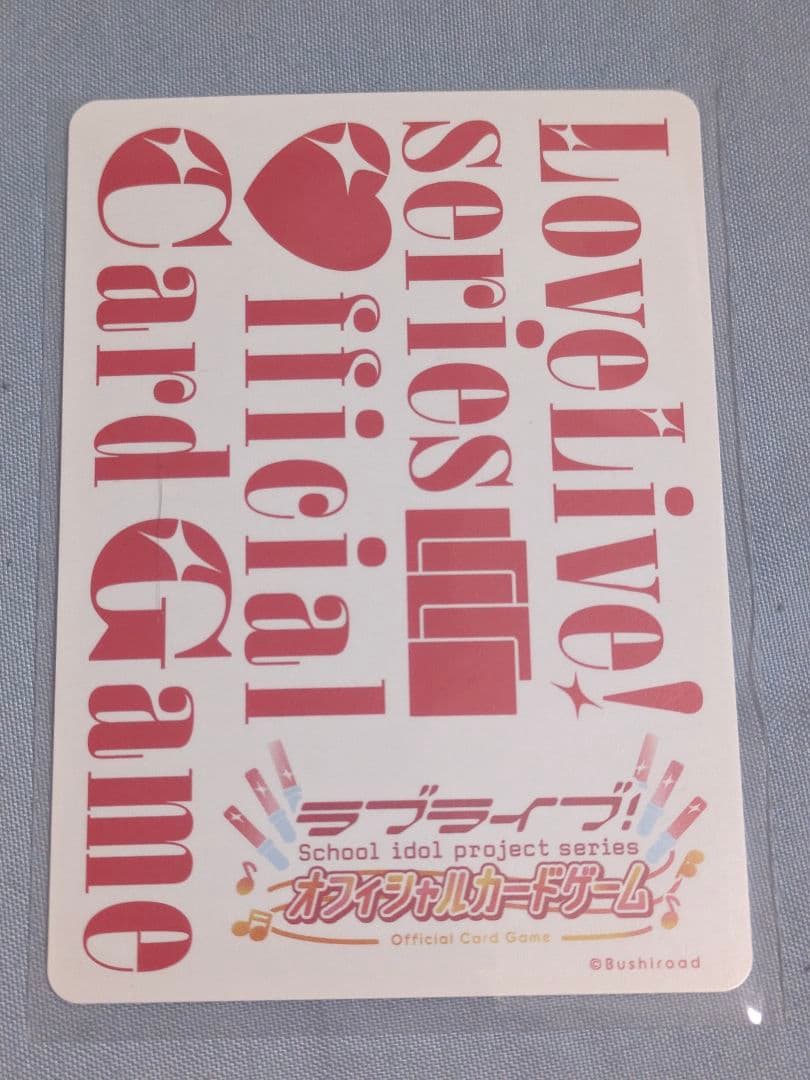 LoveLive!
series
Official
Card Game
ラブライブ!
School idol project series
オフィシャルカードゲーム
Official Card Game
©Bushiroad